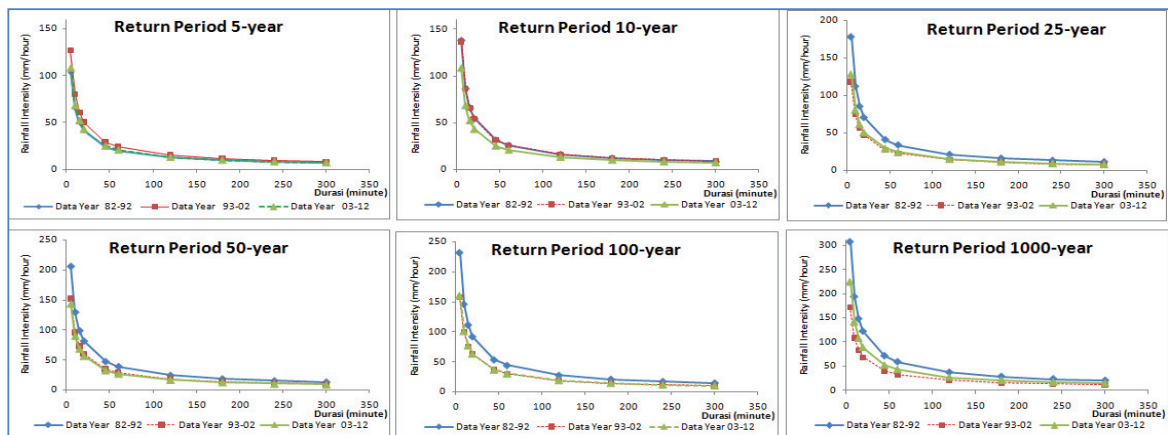 Return Period 5-year
Rainfall Intensity (mm/hour)
150
100
50
0
0 50 100 150 200 250 300 350
Durasi (minute)
Data Year 82-92 Data Year 93-02 Data Year 03-12
Return Period 10-year
Rainfall Intensity (mm/hour)
150
100
50
0
0 50 100 150 200 250 300 350
Durasi (minute)
Data Year 82-92 Data Year 93-02 Data Year 03-12
Return Period 25-year
Rainfall Intensity (mm/hour)
200
150
100
50
0
0 50 100 150 200 250 300 350
Durasi (minute)
Data Year 82-92 Data Year 93-02 Data Year 03-12
Return Period 50-year
Rainfall Intensity (mm/hour)
250
200
150
100
50
0
0 50 100 150 200 250 300 350
Durasi (minute)
Data Year 82-92 Data Year 93-02 Data Year 03-12
Return Period 100-year
Rainfall Intensity (mm/hour)
250
200
150
100
50
0
0 50 100 150 200 250 300 350
Durasi (minute)
Data Year 82-92 Data Year 93-02 Data Year 03-12
Return Period 1000-year
Rainfall Intensity (mm/hour)
300
250
200
150
100
50
0
0 50 100 150 200 250 300 350
Durasi (minute)
Data Year 82-92 Data Year 93-02 Data Year 03-12